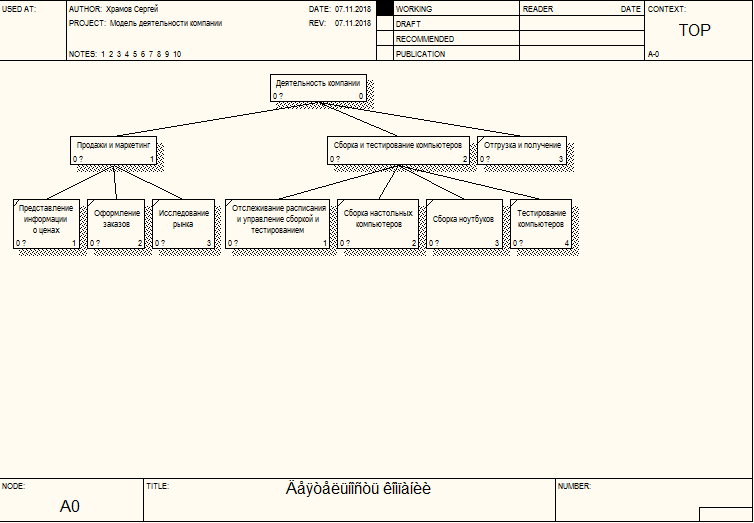 USED AT:
AUTHOR: Храмов Сергей
DATE: 07.11.2018
WORKING
READER
DATE
CONTEXT:
PROJECT: Модель деятельности компании
REV: 07.11.2018
DRAFT
TOP
RECOMMENDED
NOTES: 1 2 3 4 5 6 7 8 9 10
PUBLICATION
A-0
Деятельность компании
0 ? 0
Продажи и маркетинг
0 ? 1
Сборка и тестирование компьютеров
0 ? 2
Отгрузка и получение
0 ? 3
Представление
информации
о ценах
0 ? 1
Оформление
заказов
0 ? 2
Исследование
рынка
0 ? 3
Отслеживание расписания
и управление сборкой и
тестированием
0 ? 1
Сборка настольных
компьютеров
0 ? 2
Сборка ноутбуков
0 ? 3
Тестирование
компьютеров
0 ? 4
NODE:
A0
TITLE:
Äåÿòåëüíîñòü êîìïàíèè
NUMBER: